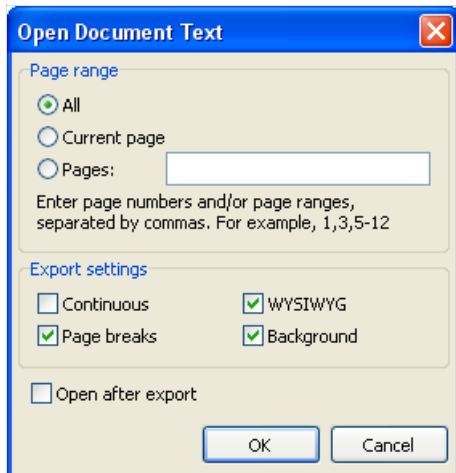 Open Document Text
Page range
All
Current page
Pages:
Enter page numbers and/or page ranges,
separated by commas. For example, 1,3,5-12
Export settings
Continuous WYSIWYG
Page breaks Background
Open after export
OK Cancel